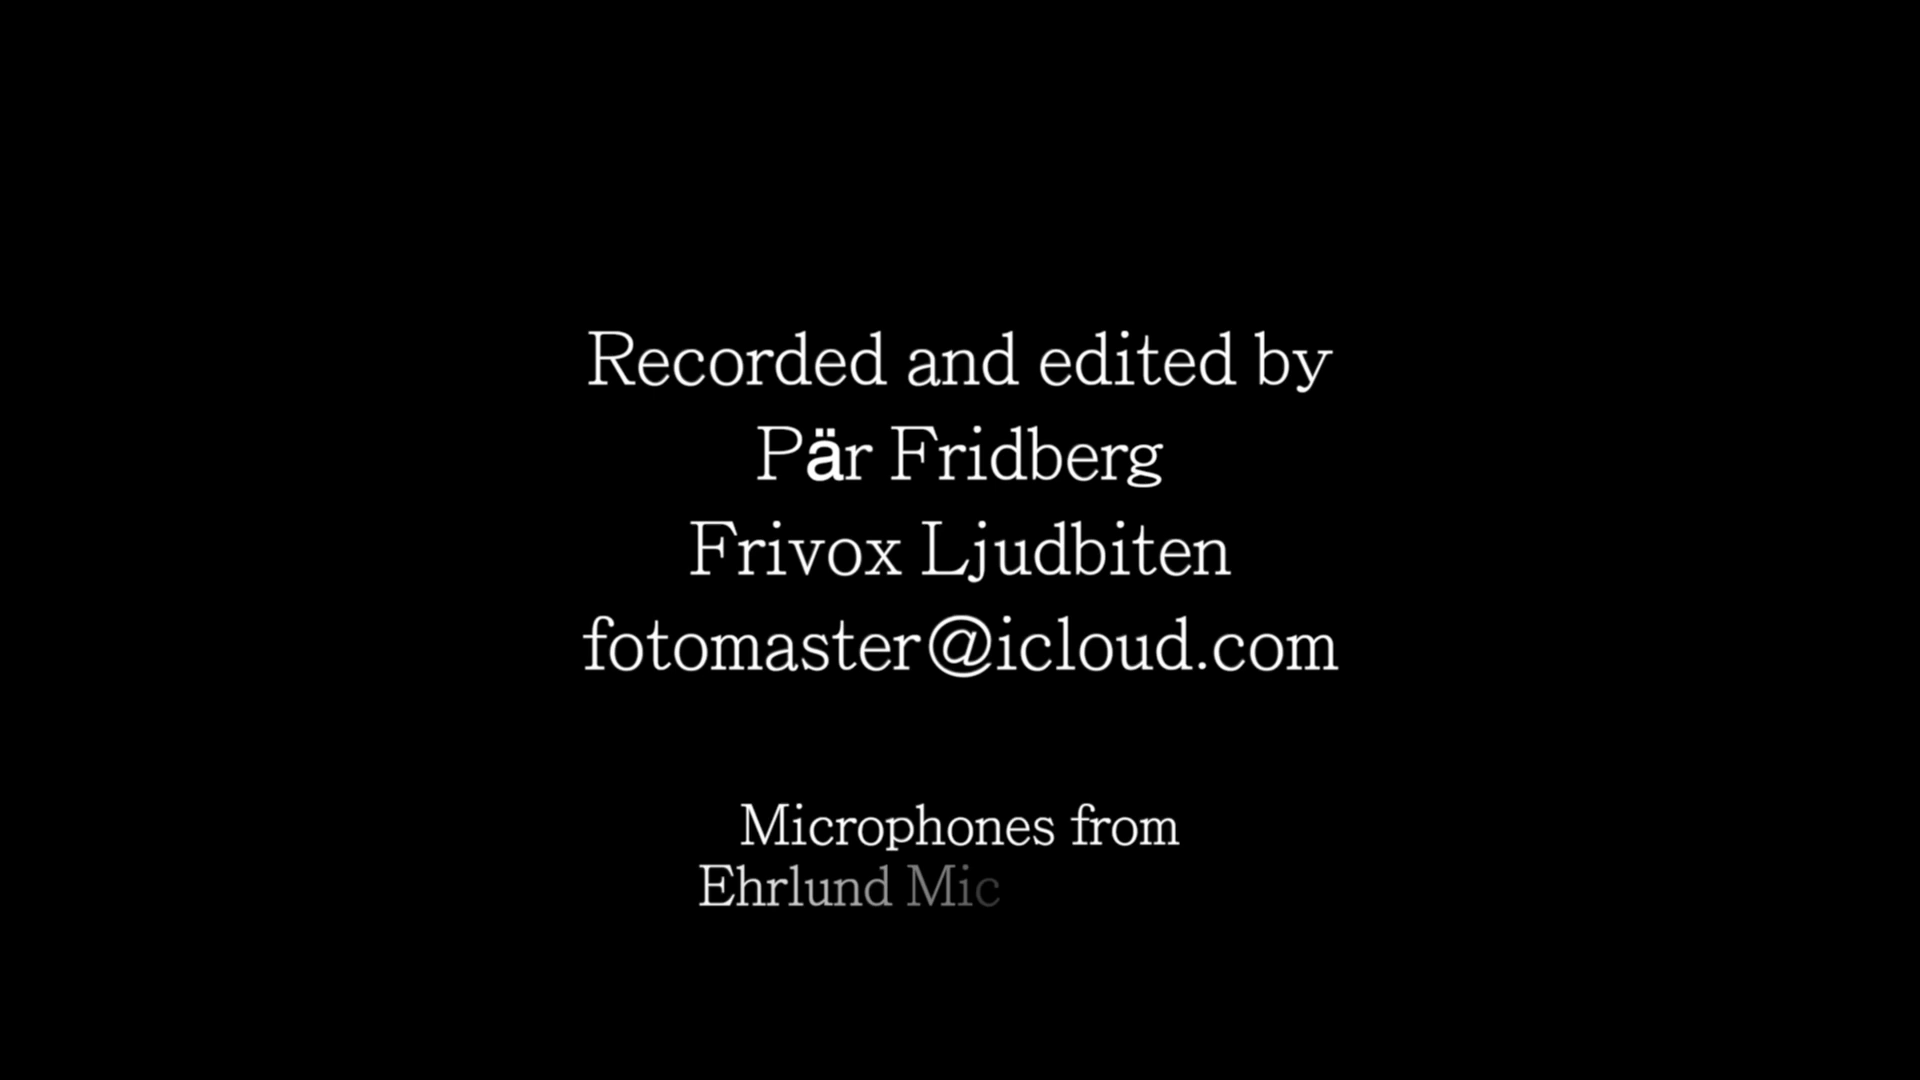 Recorded and edited by
Pär Fridberg
Frivox Ljudbiten
fotomaster@icloud.com
Microphones from
Ehrlund Mic